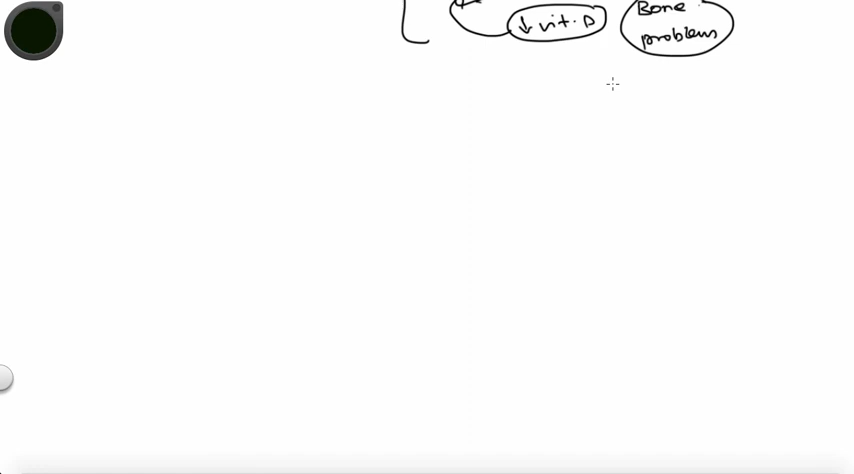 Bone
↓ vit. D
problems